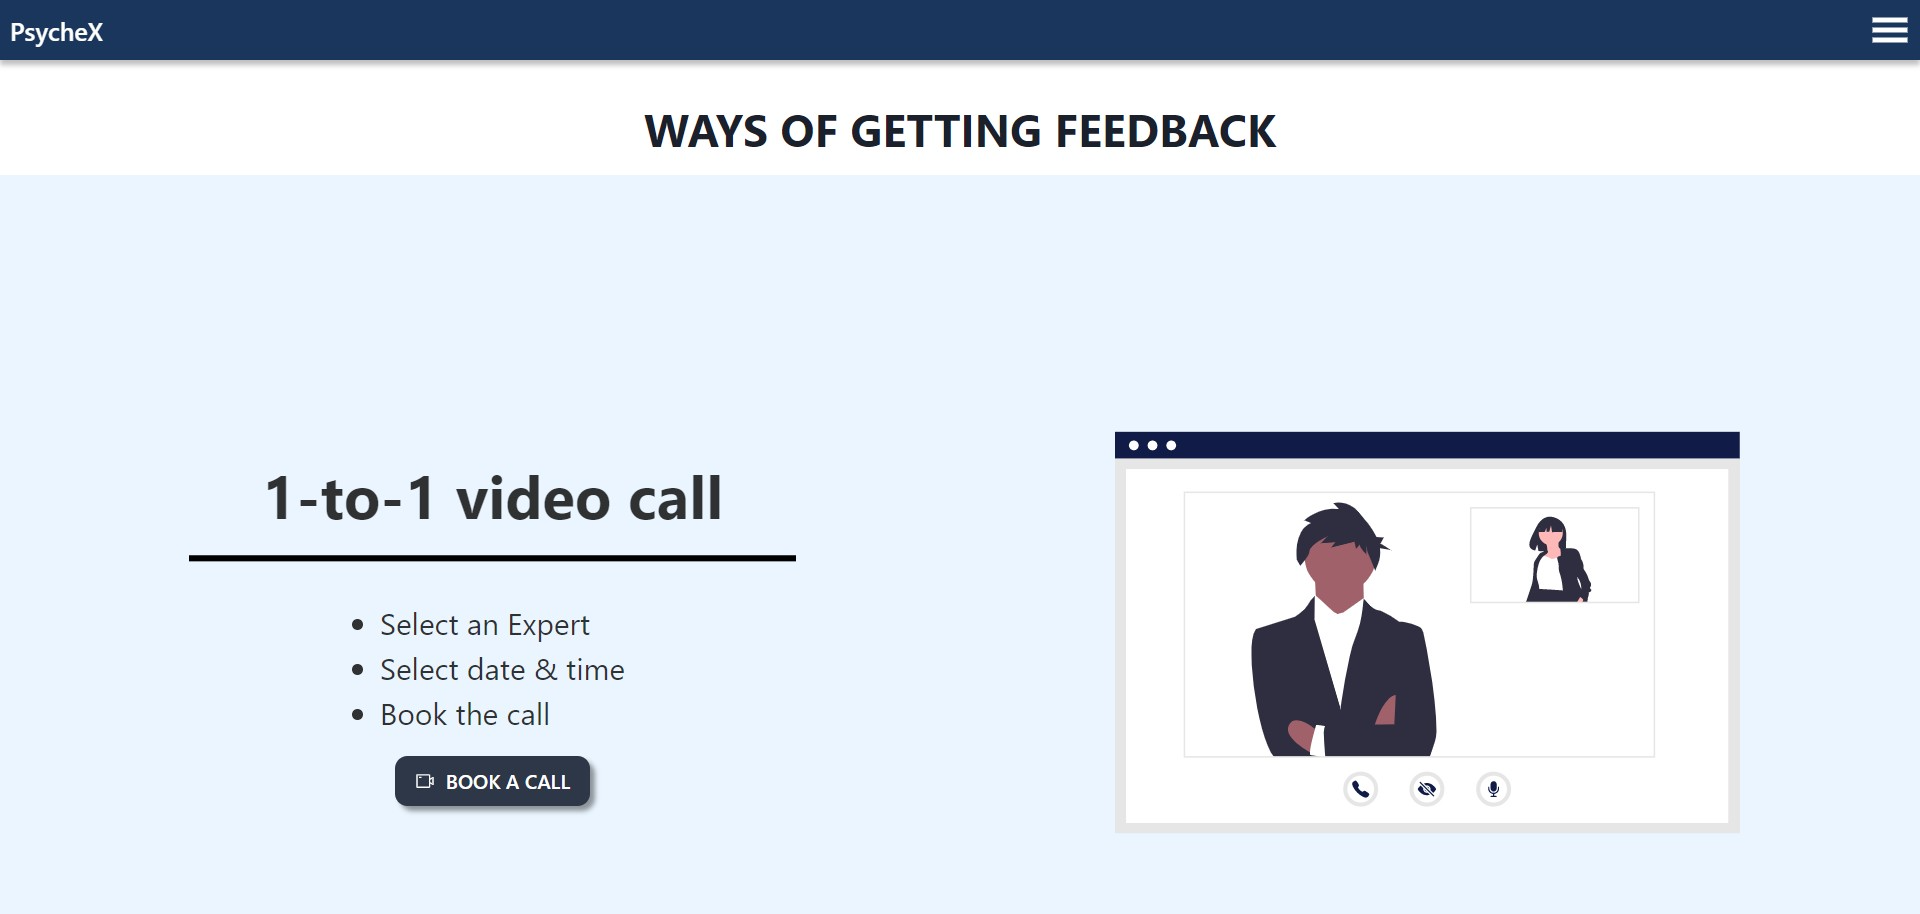 PsycheX
WAYS OF GETTING FEEDBACK
1-to-1 video call
Select an Expert
Select date & time
Book the call
BOOK A CALL